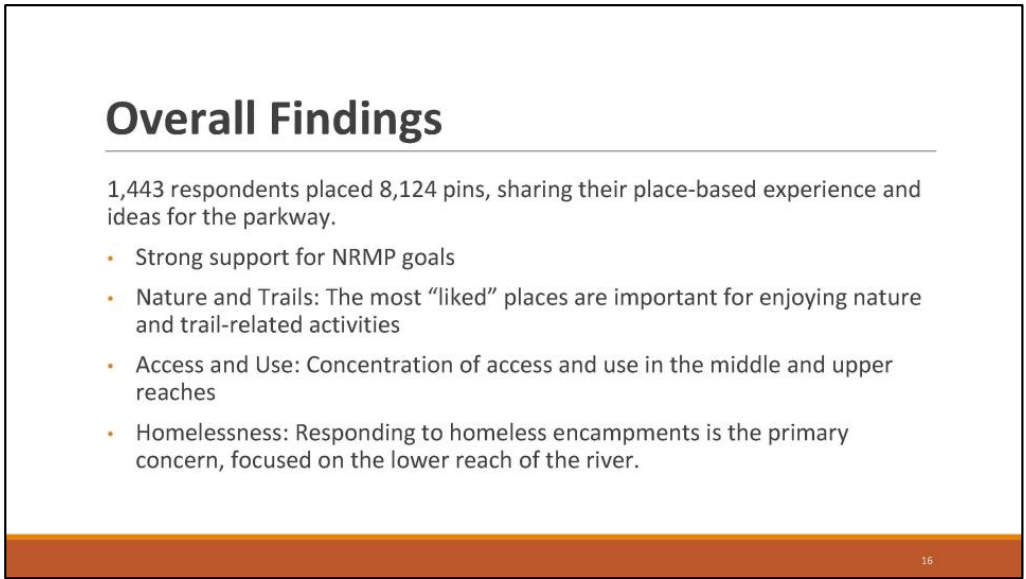 Overall Findings
1,443 respondents placed 8,124 pins, sharing their place-based experience and
ideas for the parkway.
• Strong support for NRMP goals
• Nature and Trails: The most “liked” places are important for enjoying nature
and trail-related activities
• Access and Use: Concentration of access and use in the middle and upper
reaches
• Homelessness: Responding to homeless encampments is the primary
concern, focused on the lower reach of the river.
16